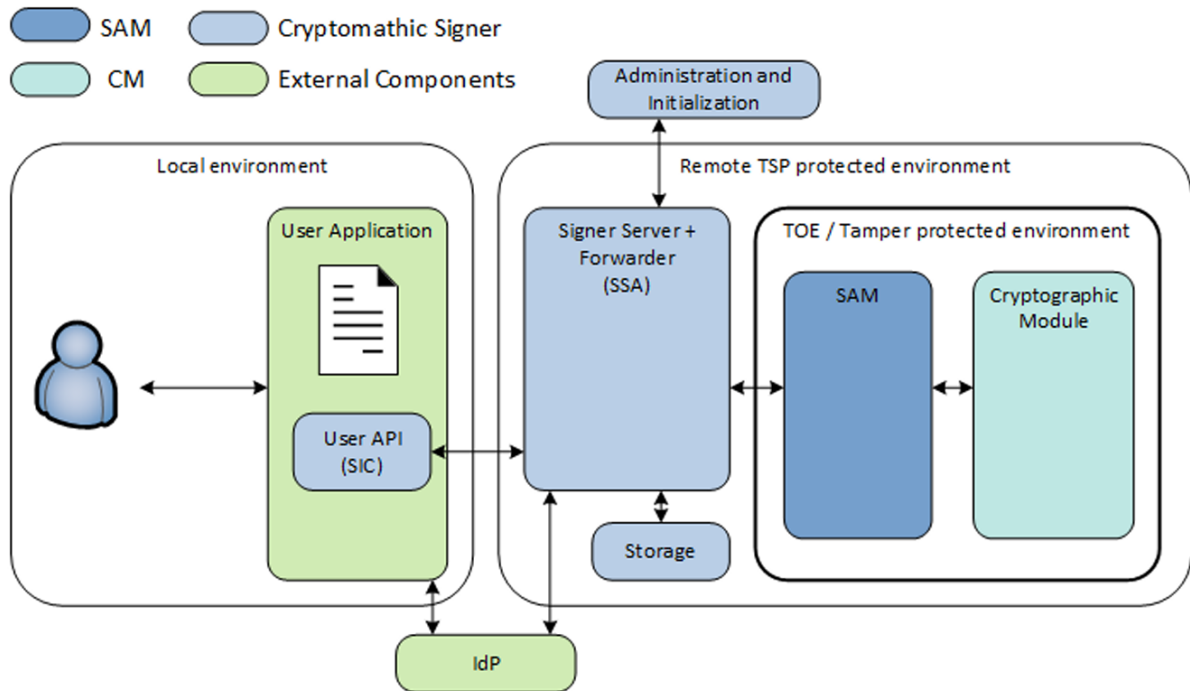 SAM
Cryptomathic Signer
CM
External Components
Administration and
Initialization
Local environment
Remote TSP protected environment
User Application
Signer Server +
Forwarder
(SSA)
TOE / Tamper protected environment
SAM
Cryptographic
Module
User API
(SIC)
Storage
IdP